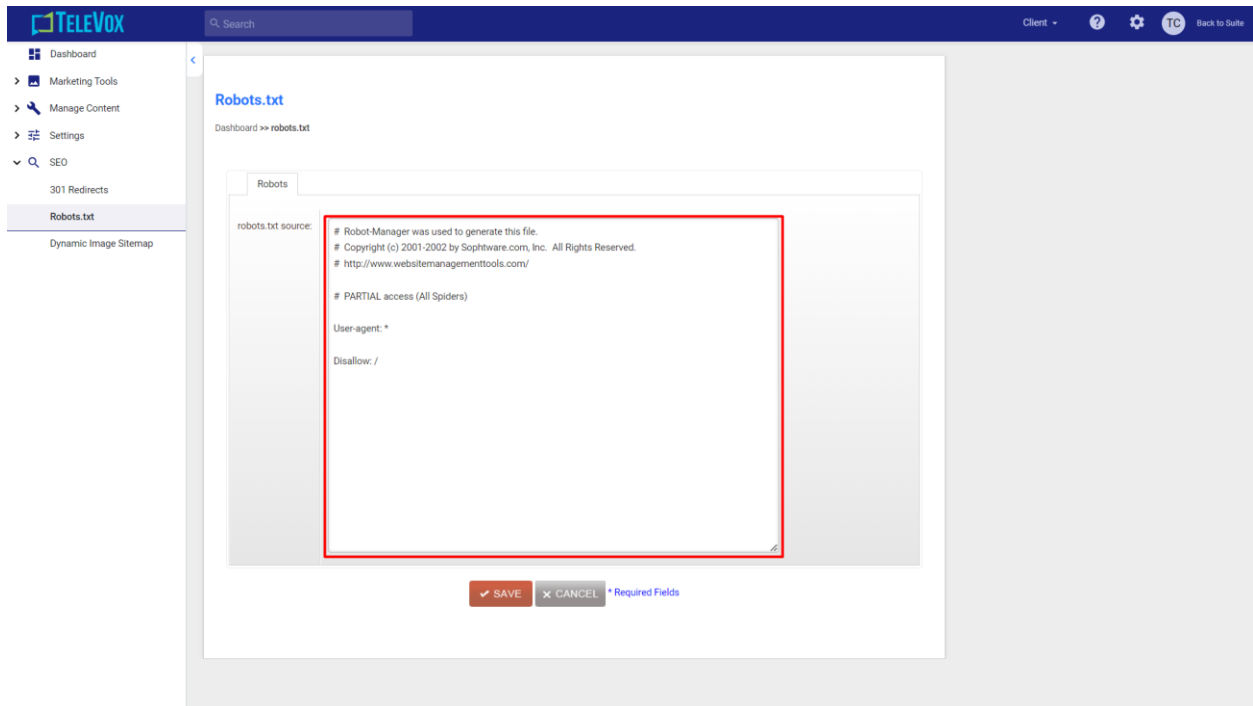 TELEVOX
Search
Client
?
TC
Back to Suite
Dashboard
Marketing Tools
Manage Content
Settings
SEO
301 Redirects
Robots.txt
Dynamic Image Sitemap
Robots.txt
Dashboard >> robots.txt
Robots
robots.txt source:
# Robot-Manager was used to generate this file.
# Copyright (c) 2001-2002 by Sophtware.com, Inc. All Rights Reserved.
# http://www.websitemanagementtools.com/
# PARTIAL access (All Spiders)
User-agent: *
Disallow: /
SAVE
CANCEL
* Required Fields